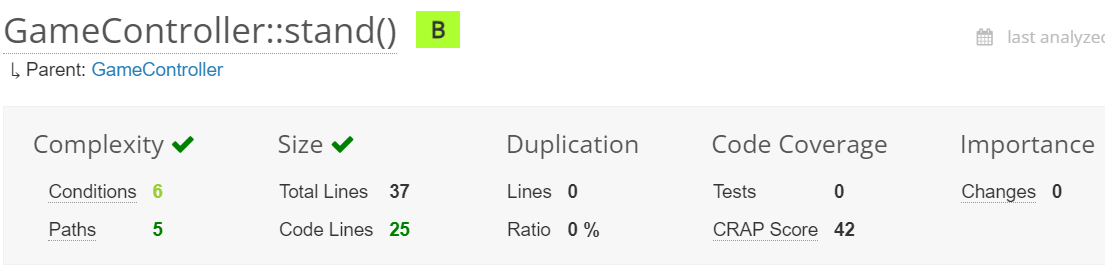 GameController::stand() B
last analyzed
Parent: GameController
Complexity Size Duplication Code Coverage Importance
Conditions 6 Total Lines 37 Lines 0 Tests 0 Changes 0
Paths 5 Code Lines 25 Ratio 0 % CRAP Score 42